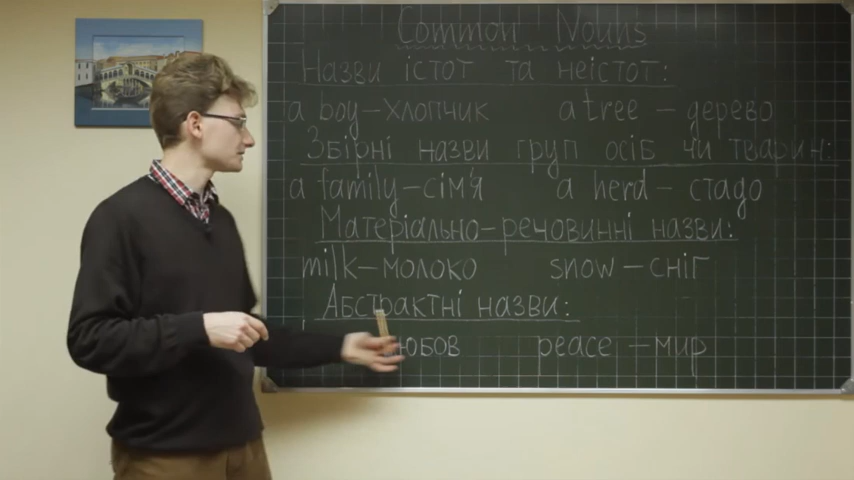 Common Nouns
Назви істот та неістот:
a boy – хлопчик a tree – дерево
Збірні назви груп осіб чи тварин:
a family – сім'я a herd – стадо
Матеріально-речовинні назви:
milk – молоко snow – сніг
Абстрактні назви:
peace – мир